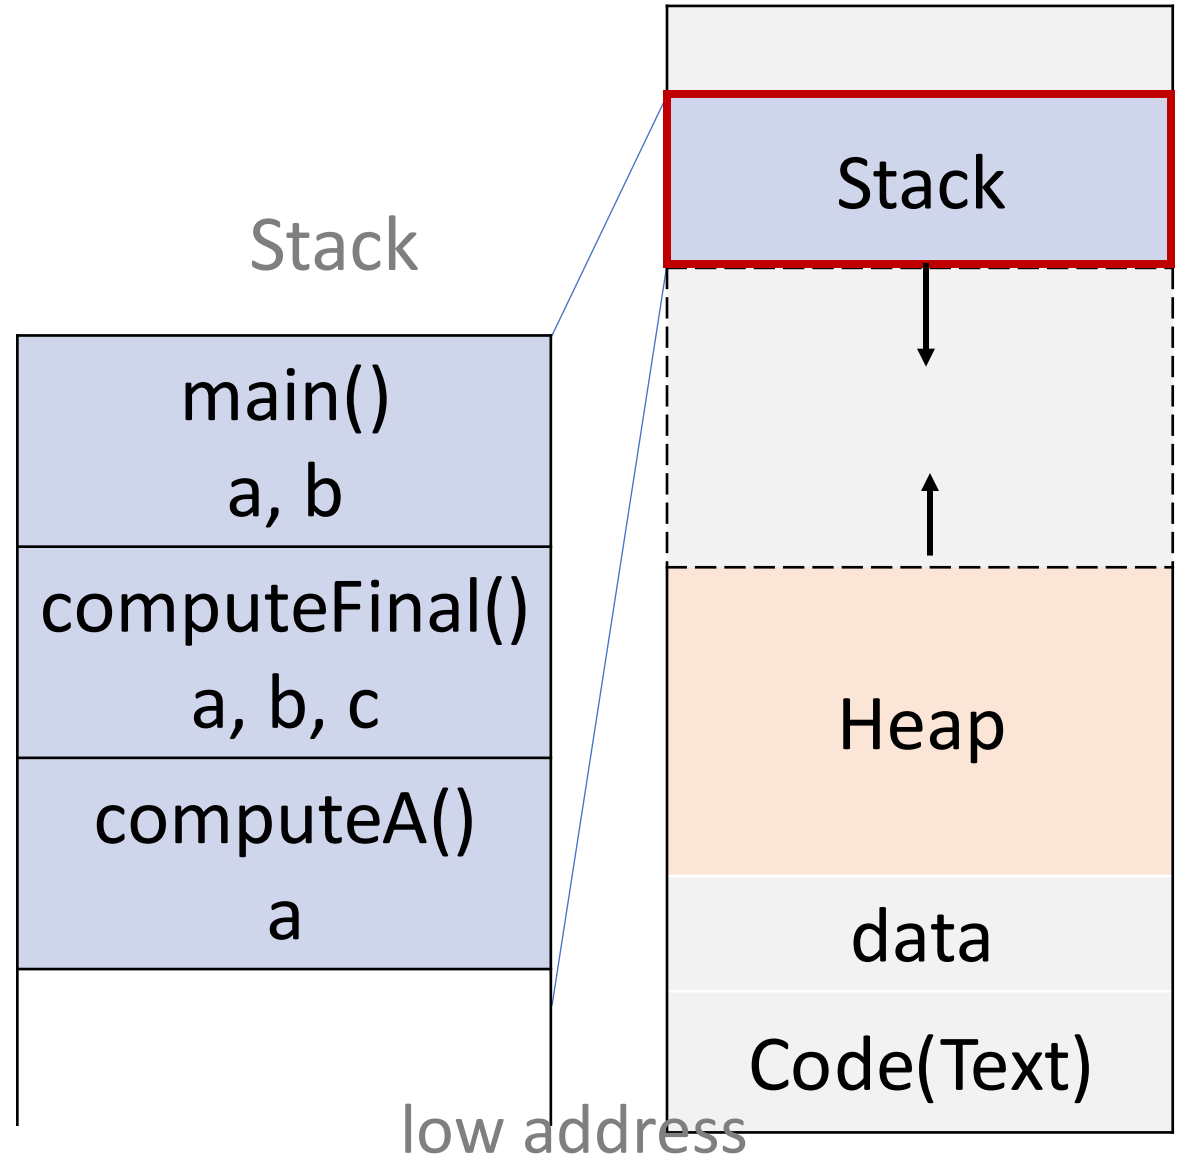 Stack
main()
a, b
computeFinal()
a, b, c
computeA()
a
Stack
Heap
data
Code(Text)
low address